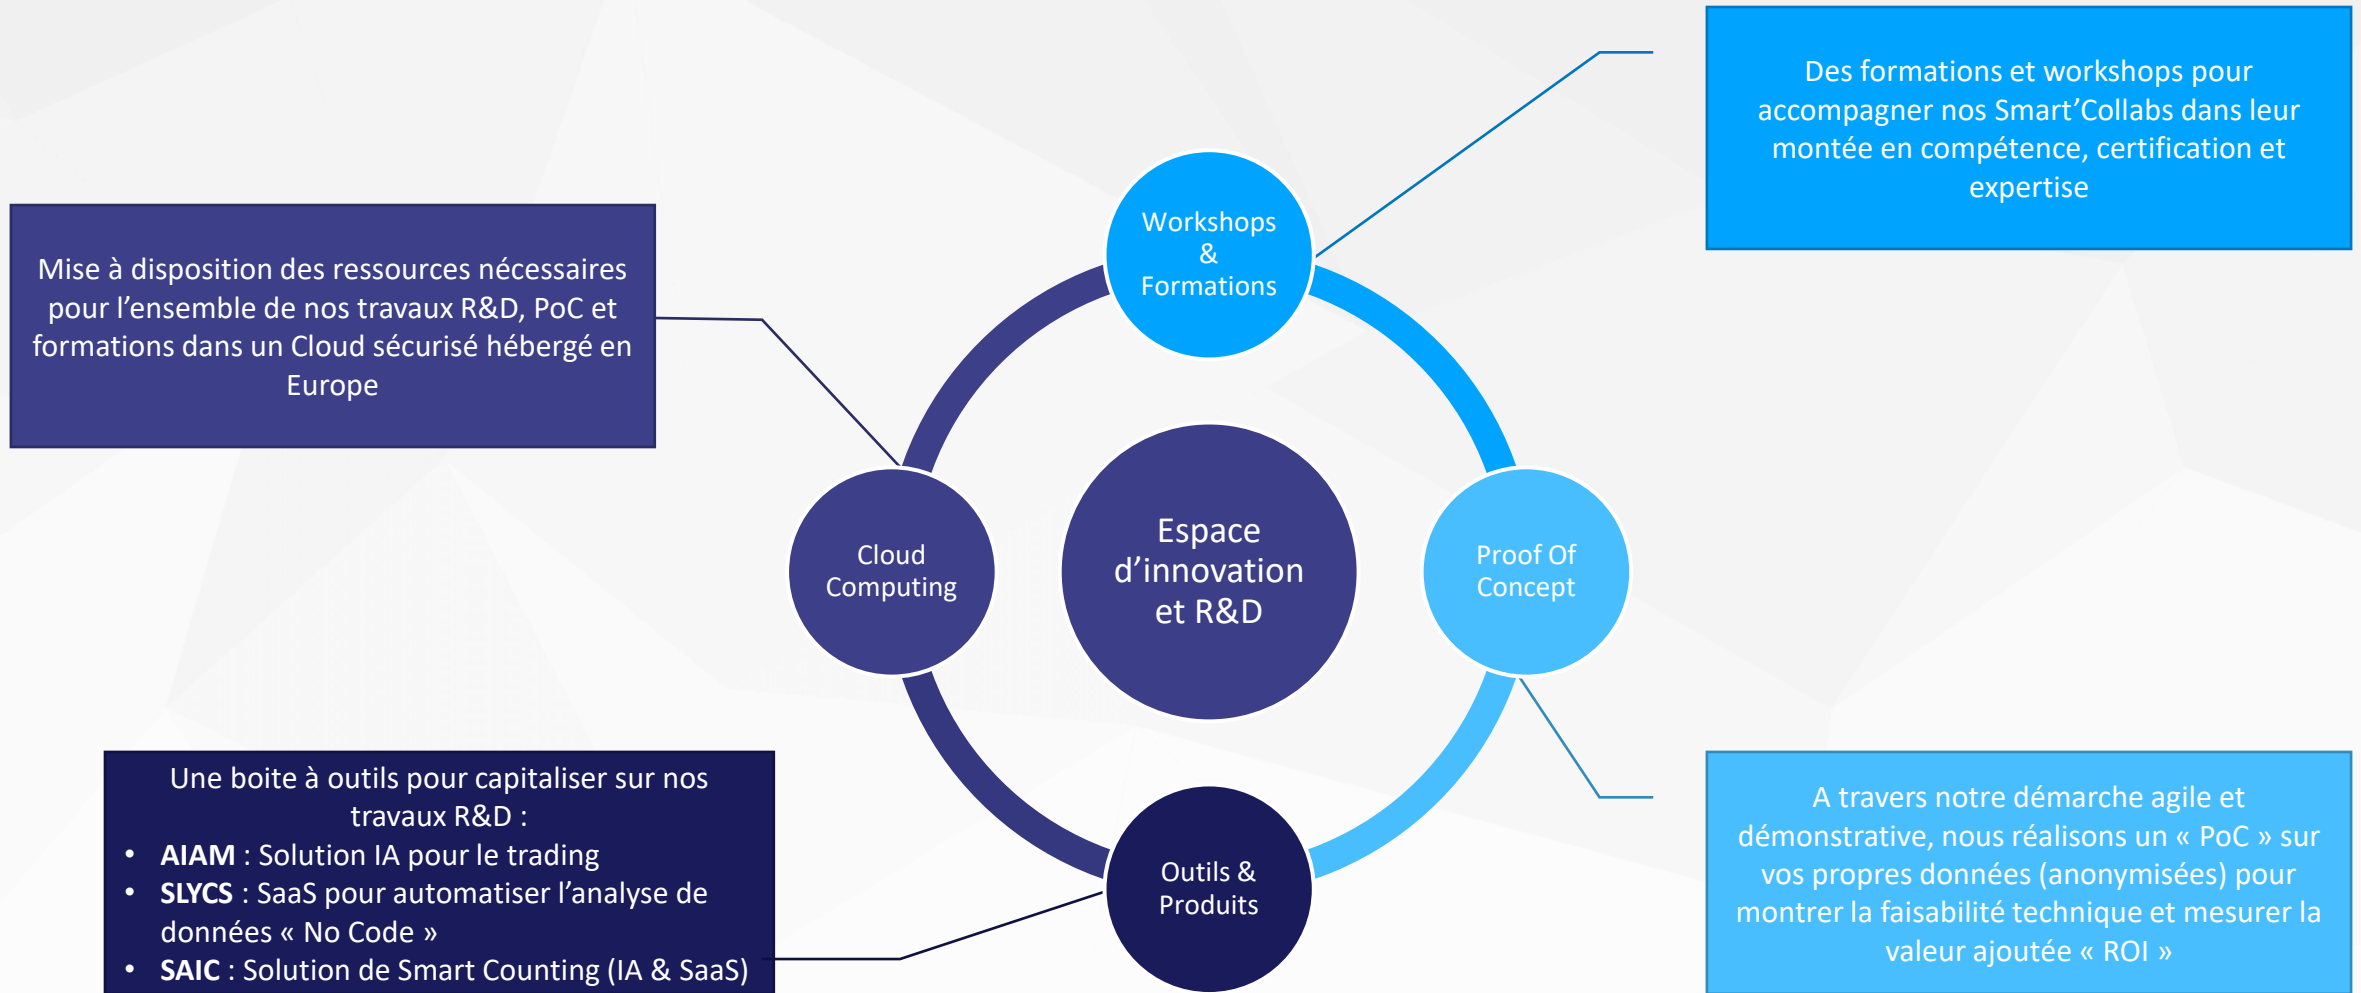 Des formations et workshops pour
accompagner nos Smart’Collabs dans leur
montée en compétence, certification et
expertise
Workshops
&
Formations
Mise à disposition des ressources nécessaires
pour l’ensemble de nos travaux R&D, PoC et
formations dans un Cloud sécurisé hébergé en
Europe
Cloud
Computing
Espace
d’innovation
et R&D
Proof Of
Concept
Une boite à outils pour capitaliser sur nos
travaux R&D :
• AIAM : Solution IA pour le trading
• SLYCS : SaaS pour automatiser l’analyse de
données « No Code »
• SAIC : Solution de Smart Counting (IA & SaaS)
Outils &
Produits
A travers notre démarche agile et
démonstrative, nous réalisons un « PoC » sur
vos propres données (anonymisées) pour
montrer la faisabilité technique et mesurer la
valeur ajoutée « ROI »